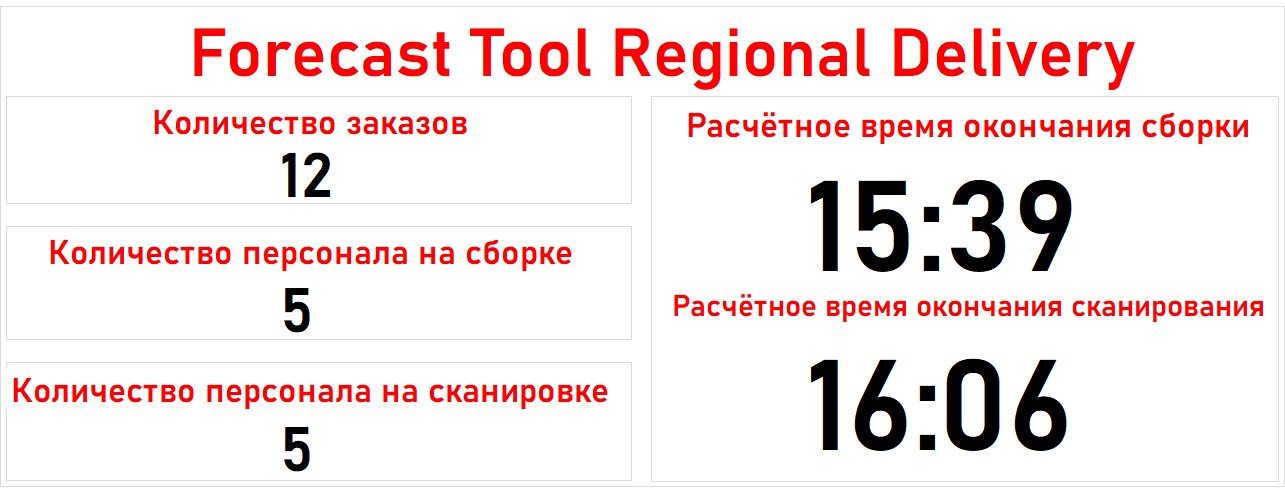 Forecast Tool Regional Delivery
Количество заказов
12
Количество персонала на сборке
5
Количество персонала на сканировке
5
Расчётное время окончания сборки
15:39
Расчётное время окончания сканирования
16:06